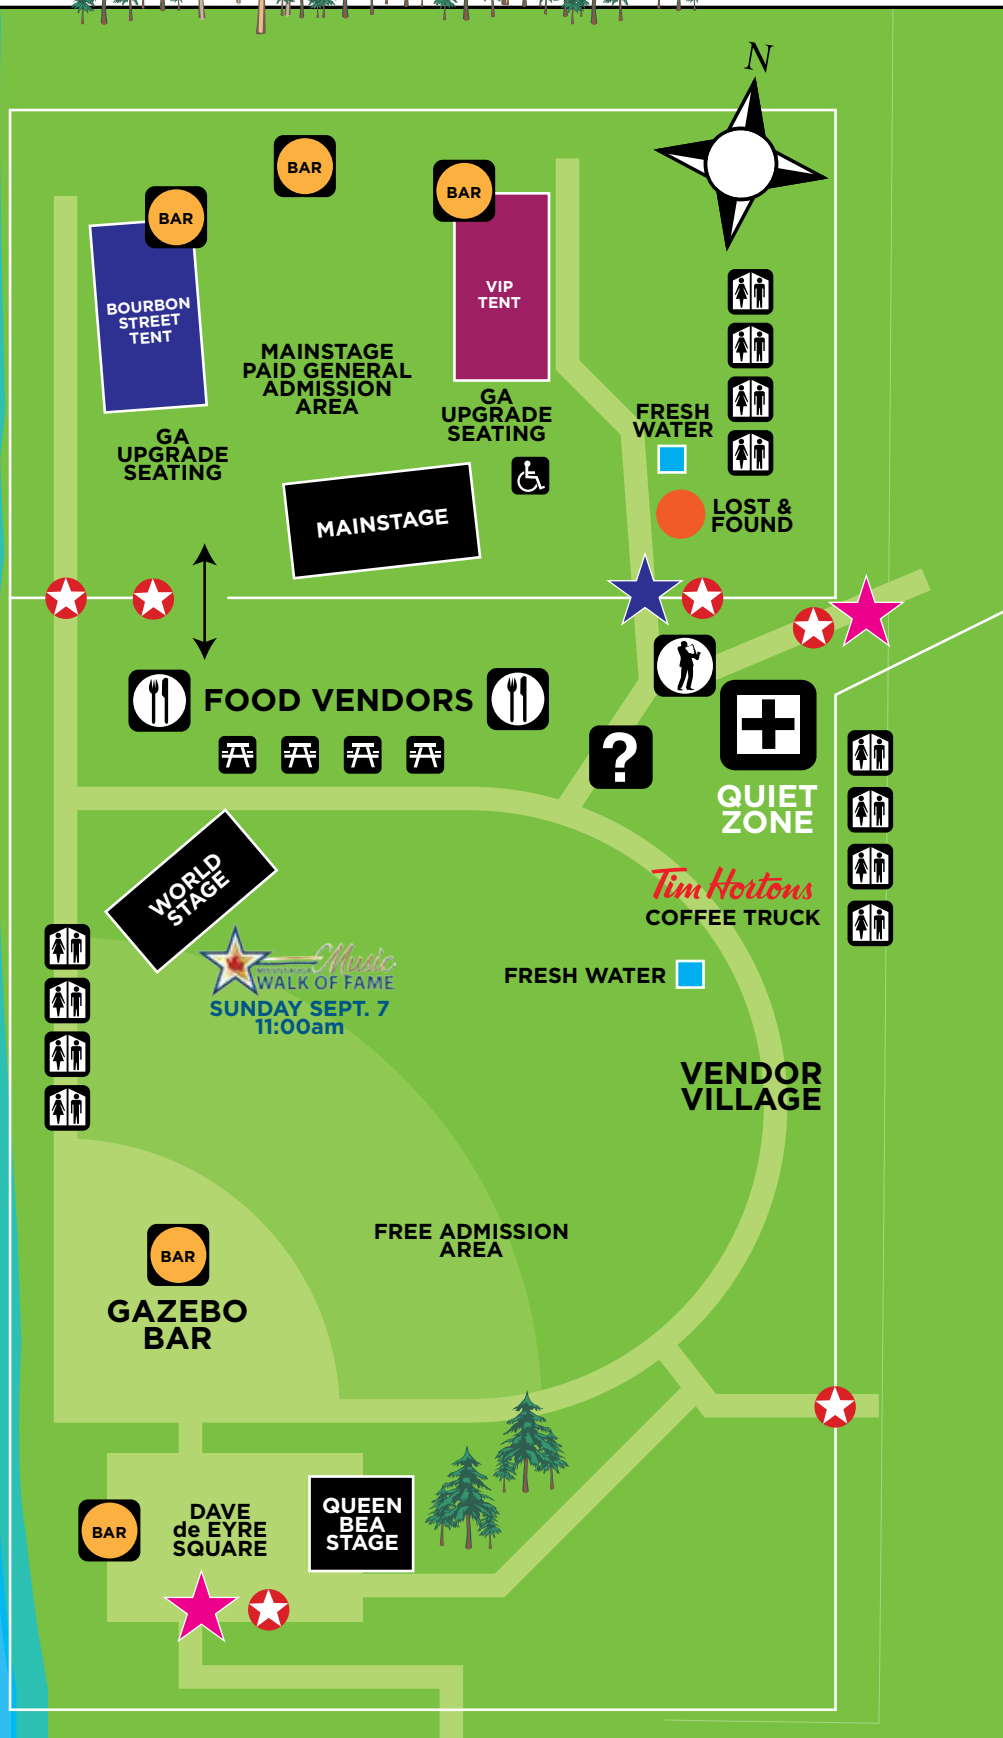 N
BAR
BAR
BAR
BOURBON
STREET
TENT
VIP
TENT
MAINSTAGE
PAID GENERAL
ADMISSION
AREA
GA
UPGRADE
SEATING
GA
UPGRADE
SEATING
FRESH
WATER
MAINSTAGE
LOST &
FOUND
FOOD VENDORS
?
QUIET
ZONE
WORLD
STAGE
Tim Hortons
COFFEE TRUCK
MISSISSAUGA Music
WALK OF FAME
SUNDAY SEPT. 7
11:00am
FRESH WATER
VENDOR
VILLAGE
FREE ADMISSION
AREA
BAR
GAZEBO
BAR
BAR
DAVE
de EYRE
SQUARE
QUEEN
BEA
STAGE